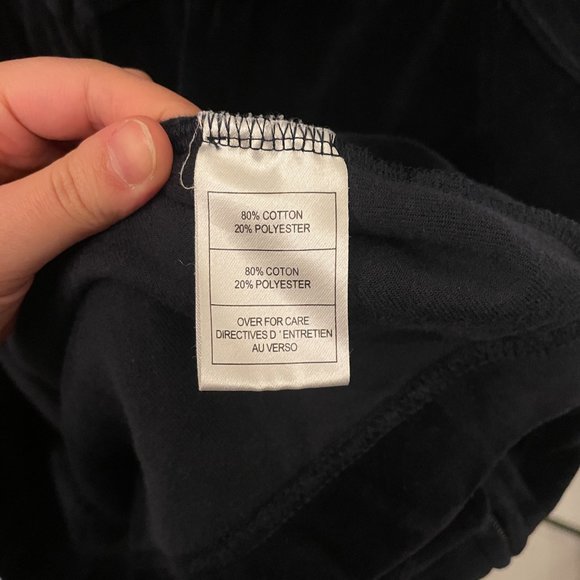 80% COTTON
20% POLYESTER
80% COTON
20% POLYESTER
OVER FOR CARE
DIRECTIVES D ' ENTRETIEN
AU VERSO